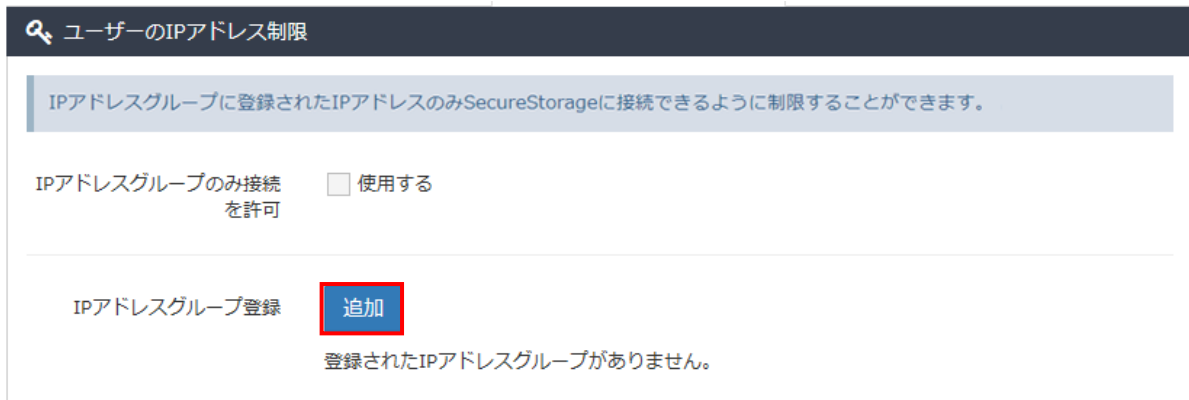 ユーザーのIPアドレス制限
IPアドレスグループに登録されたIPアドレスのみSecureStorageに接続できるように制限することができます。
IPアドレスグループのみ接続
を許可
使用する
IPアドレスグループ登録
追加
登録されたIPアドレスグループがありません。